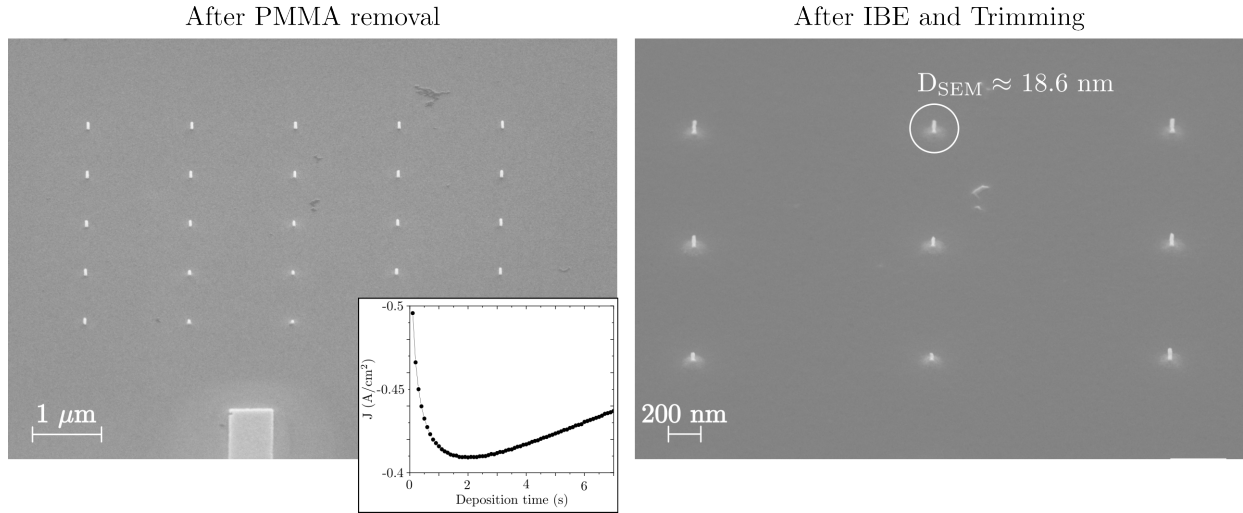 After PMMA removal
After IBE and Trimming
D_SEM ≈ 18.6 nm
1 μm
200 nm
-0.5
-0.45
-0.4
J (A/cm²)
0 2 4 6
Deposition time (s)